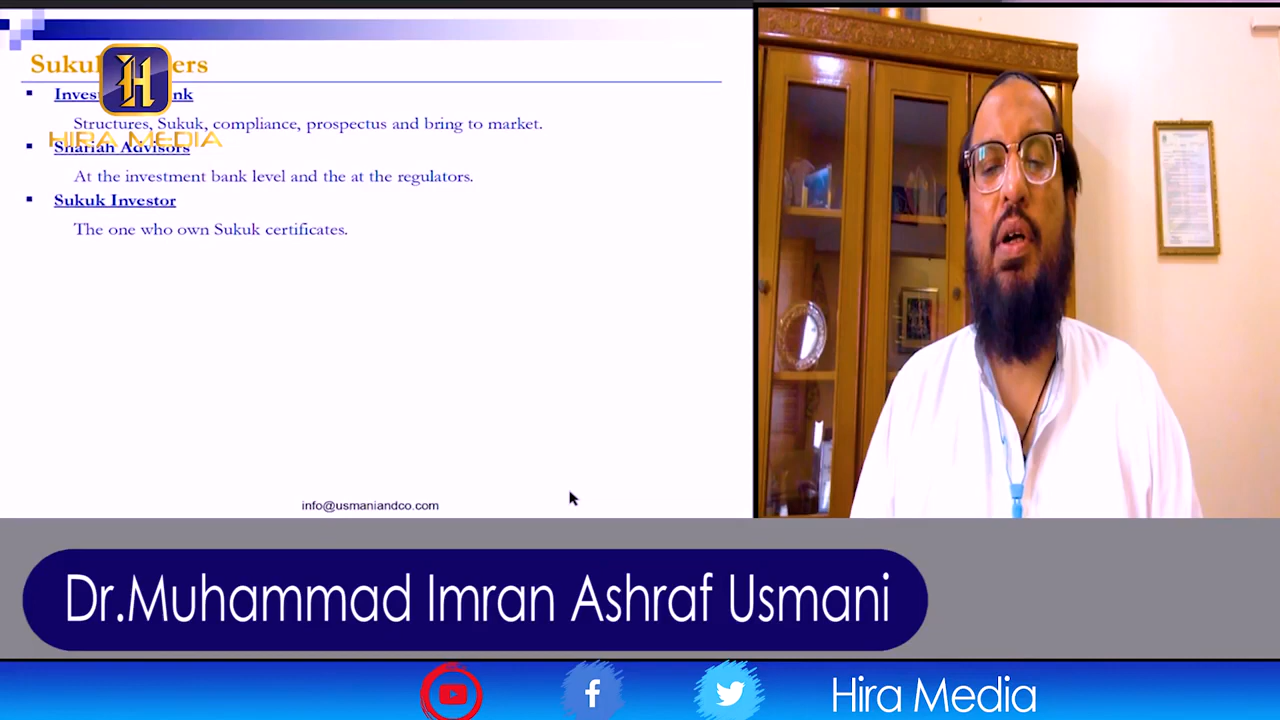 Sukuk
Structures, Sukuk, compliance, prospectus and bring to market.
HIRA MEDIA
Shariah Advisors
At the investment bank level and the at the regulators.
Sukuk Investor
The one who own Sukuk certificates.
info@usmaniandco.com
Dr.Muhammad Imran Ashraf Usmani
Hira Media